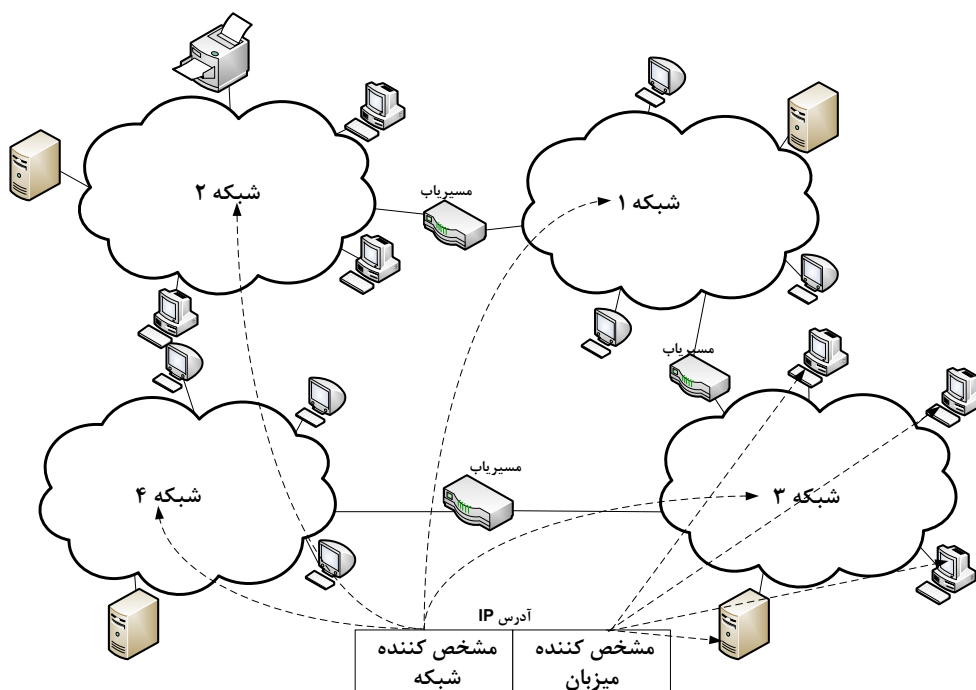 شبکه ۲
مسیریاب
شبکه ۱
مسیریاب
شبکه ۴
مسیریاب
شبکه ۳
آدرس IP
مشخص کننده
میزبان
مشخص کننده
شبکه